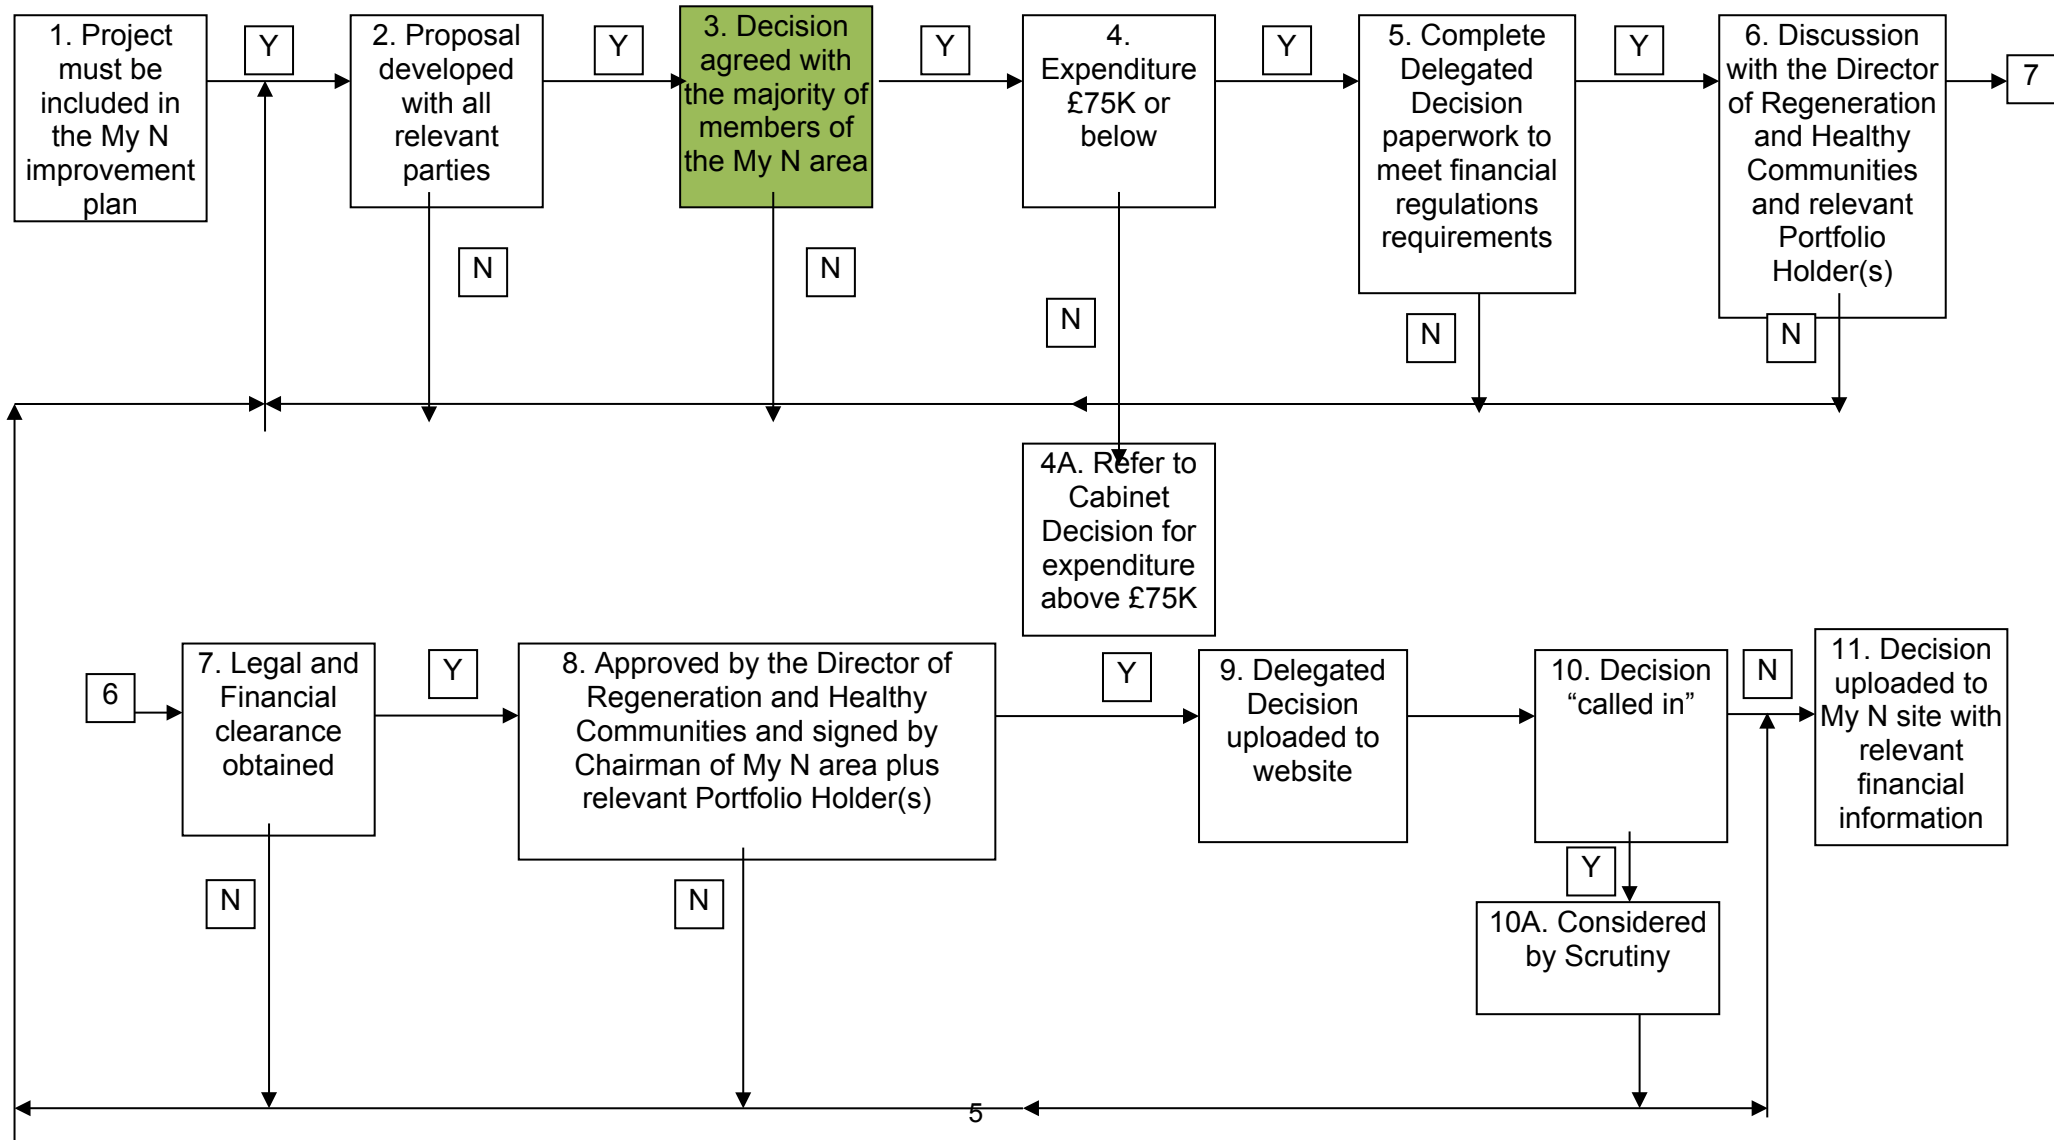 1. Project
must be
included in
the My N
improvement
plan
Y
2. Proposal
developed
with all
relevant
parties
Y
3. Decision
agreed with
the majority of
members of
the My N area
Y
4.
Expenditure
£75K or
below
Y
5. Complete
Delegated
Decision
paperwork to
meet financial
regulations
requirements
Y
6. Discussion
with the Director
of Regeneration
and Healthy
Communities
and relevant
Portfolio
Holder(s)
7
N
N
N
N
N
4A. Refer to
Cabinet
Decision for
expenditure
above £75K
6
7. Legal and
Financial
clearance
obtained
Y
8. Approved by the Director of
Regeneration and Healthy
Communities and signed by
Chairman of My N area plus
relevant Portfolio Holder(s)
Y
9. Delegated
Decision
uploaded to
website
10. Decision
“called in”
N
11. Decision
uploaded to
My N site with
relevant
financial
information
N
N
Y
10A. Considered
by Scrutiny
5